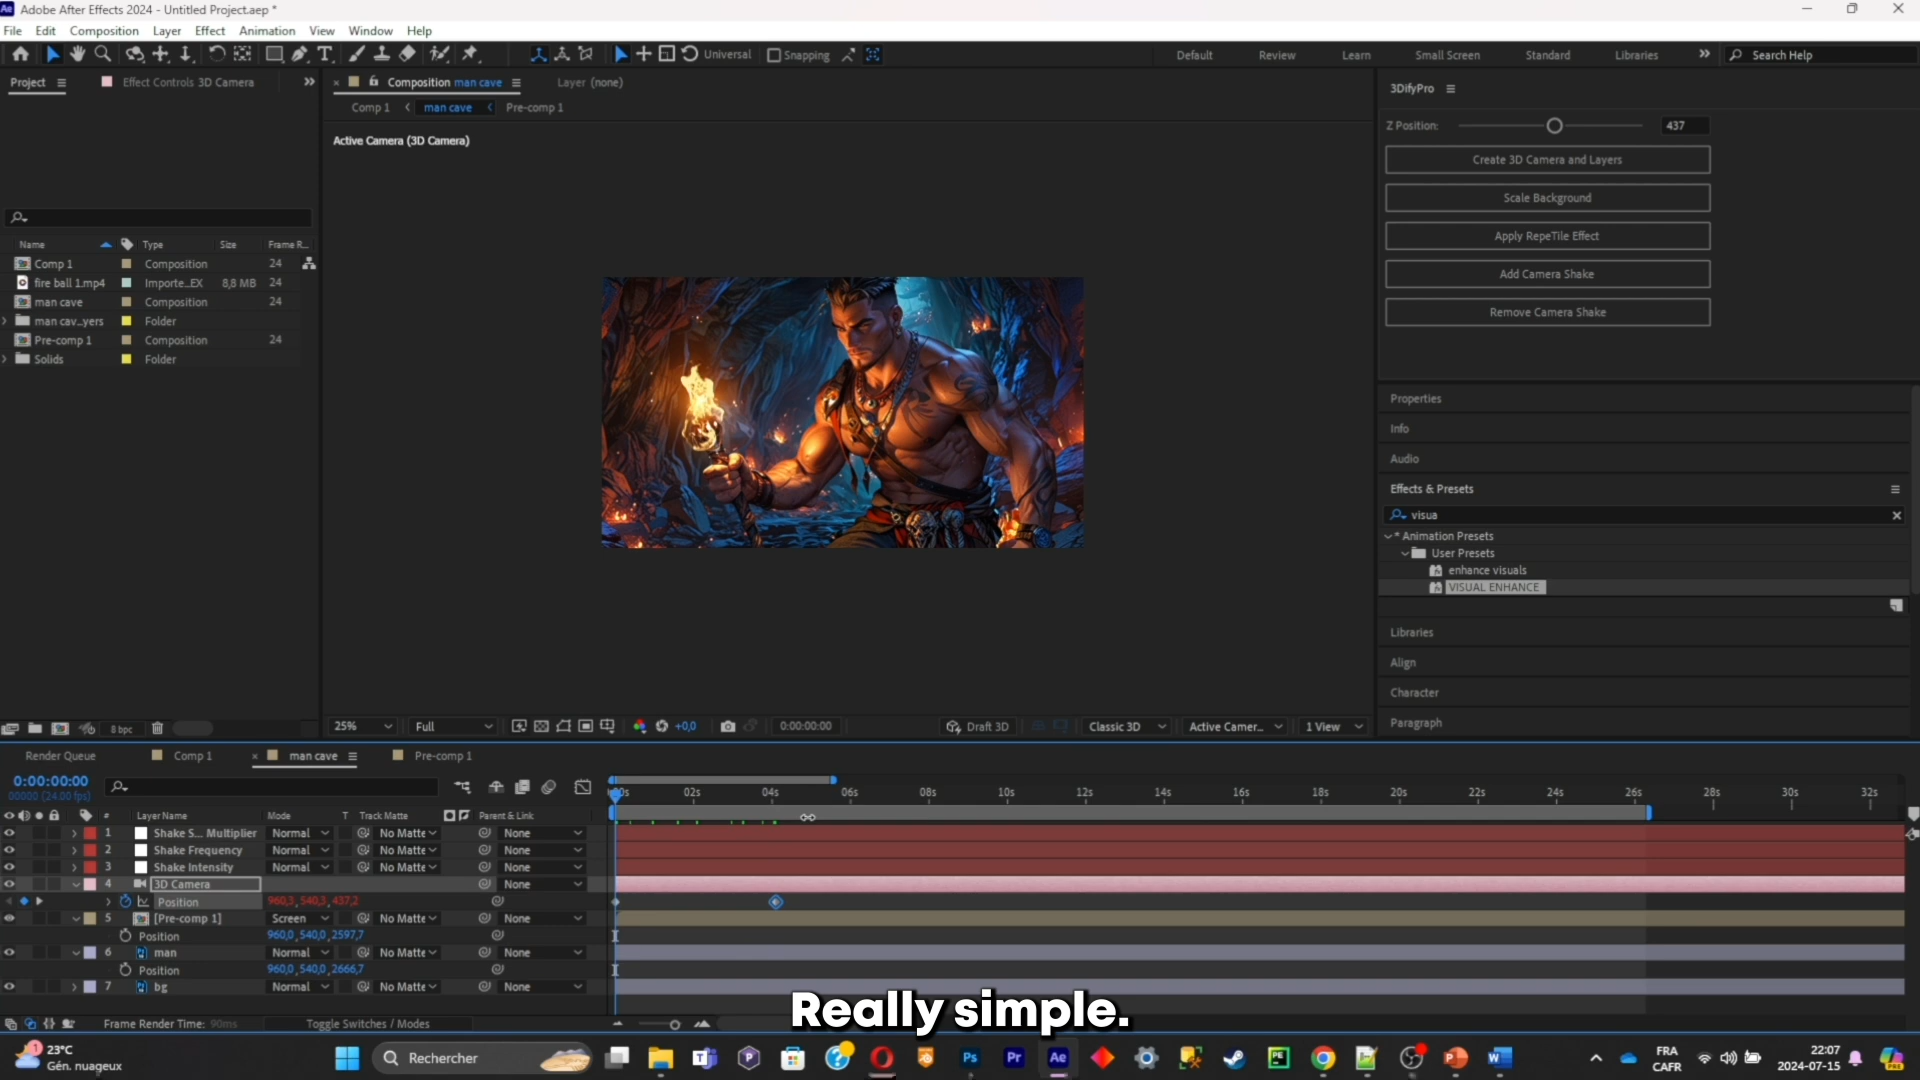 Adobe After Effects 2024 - Untitled Project.aep *
File Edit Composition Layer Effect Animation View Window Help
Universal Snapping Default Review Learn Small Screen Standard Libraries Search Help
Project Effect Controls 3D Camera
Composition man cave Layer (none)
Comp 1 man cave Pre-comp 1
Active Camera (3D Camera)
Name Type Size Frame R...
Comp 1 Composition 24
fire ball 1.mp4 Importe...EX 8,8 MB 24
man cave Composition 24
man cav...yers Folder
Pre-comp 1 Composition 24
Solids Folder
8 bpc
25% Full +0,0 0:00:00:00 Draft 3D Classic 3D Active Camer... 1 View
3DifyPro
Z Position: 437
Create 3D Camera and Layers
Scale Background
Apply RepeTile Effect
Add Camera Shake
Remove Camera Shake
Properties
Info
Audio
Effects & Presets
visua
* Animation Presets
User Presets
enhance visuals
VISUAL ENHANCE
Libraries
Align
Character
Paragraph
Render Queue Comp 1 man cave Pre-comp 1
0:00:00:00
00000 (24.00 fps)
02s 04s 06s 08s 10s 12s 14s 16s 18s 20s 22s 24s 26s 28s 30s 32s
# Layer Name Mode T Track Matte Parent & Link
1 Shake S... Multiplier Normal No Matte None
2 Shake Frequency Normal No Matte None
3 Shake Intensity Normal No Matte None
4 3D Camera None
Position 960,3, 540,3, 437,2
5 [Pre-comp 1] Screen No Matte None
Position 960,0, 540,0, 2597,7
6 man Normal No Matte None
Position 960,0, 540,0, 2666,7
7 bg Normal No Matte None
Really simple.
Frame Render Time: 90ms Toggle Switches / Modes
23°C
Gén. nuageux
Rechercher
Ps Pr Ae
FRA
CAFR
22:07
2024-07-15